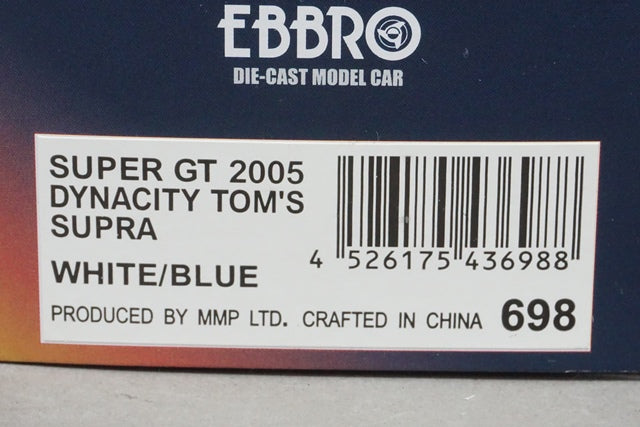 EBBRO
DIE-CAST MODEL CAR
SUPER GT 2005
DYNACITY TOM'S
SUPRA
4 526175 436988
WHITE/BLUE
PRODUCED BY MMP LTD. CRAFTED IN CHINA 698